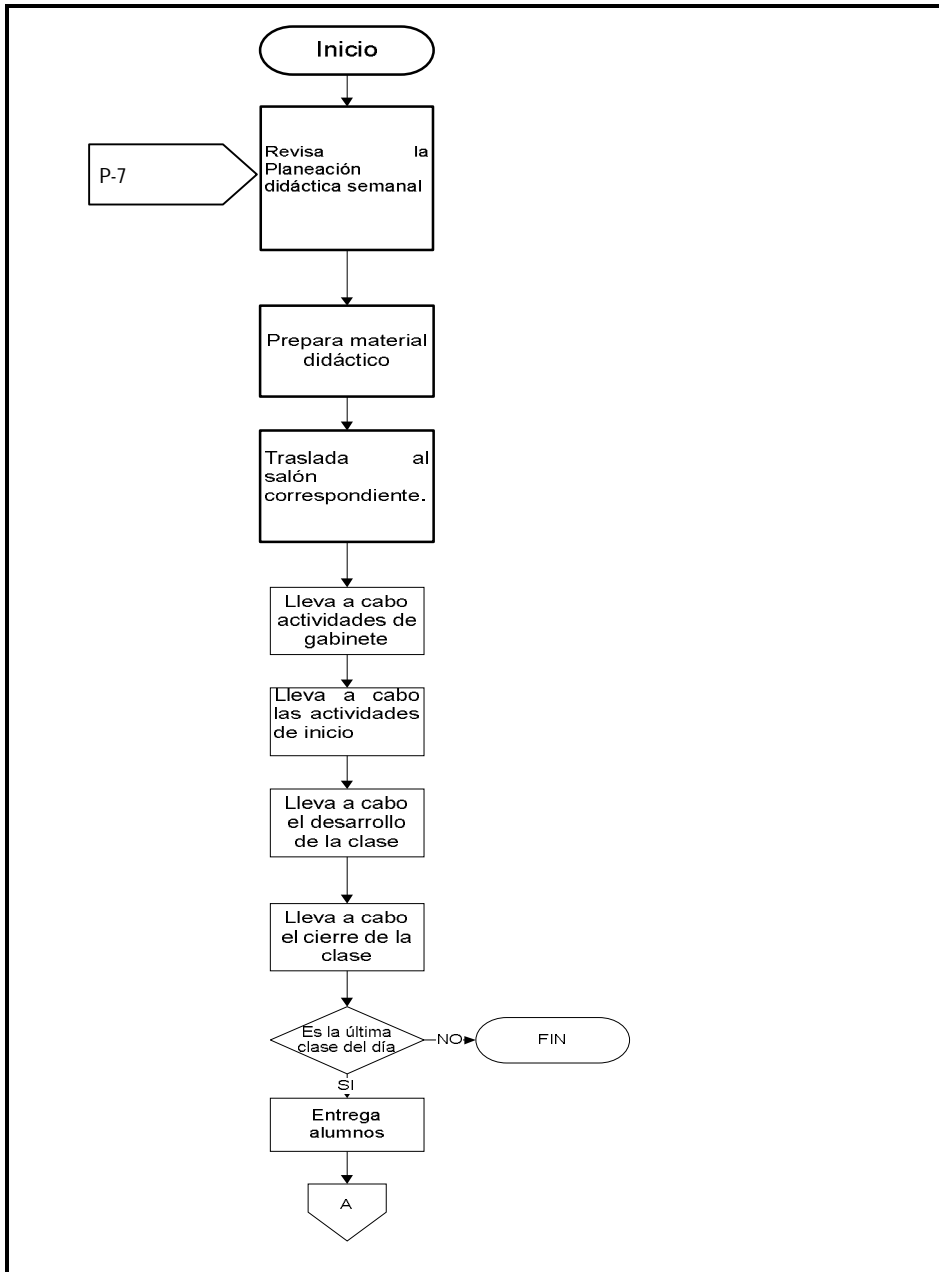 Inicio
P-7
Revisa la
Planeación
didáctica semanal
Prepara material
didáctico
Traslada al
salón
correspondiente.
Lleva a cabo
actividades de
gabinete
Lleva a cabo
las actividades
de inicio
Lleva a cabo
el desarrollo
de la clase
Lleva a cabo
el cierre de la
clase
Es la última
clase del día
NO
FIN
SI
Entrega
alumnos
A